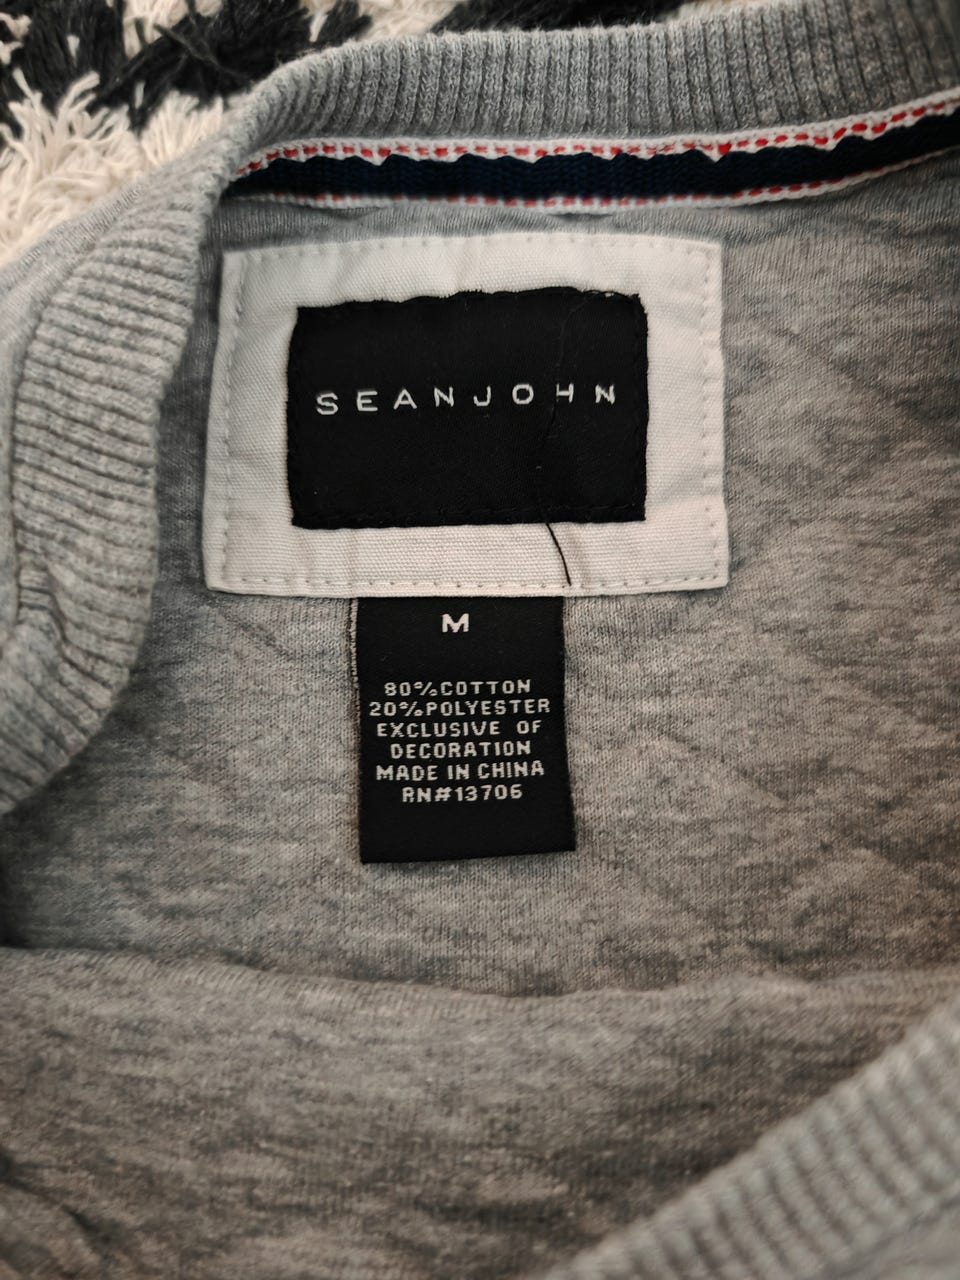 SEANJOHN
M
80%COTTON
20%POLYESTER
EXCLUSIVE OF
DECORATION
MADE IN CHINA
RN#13706